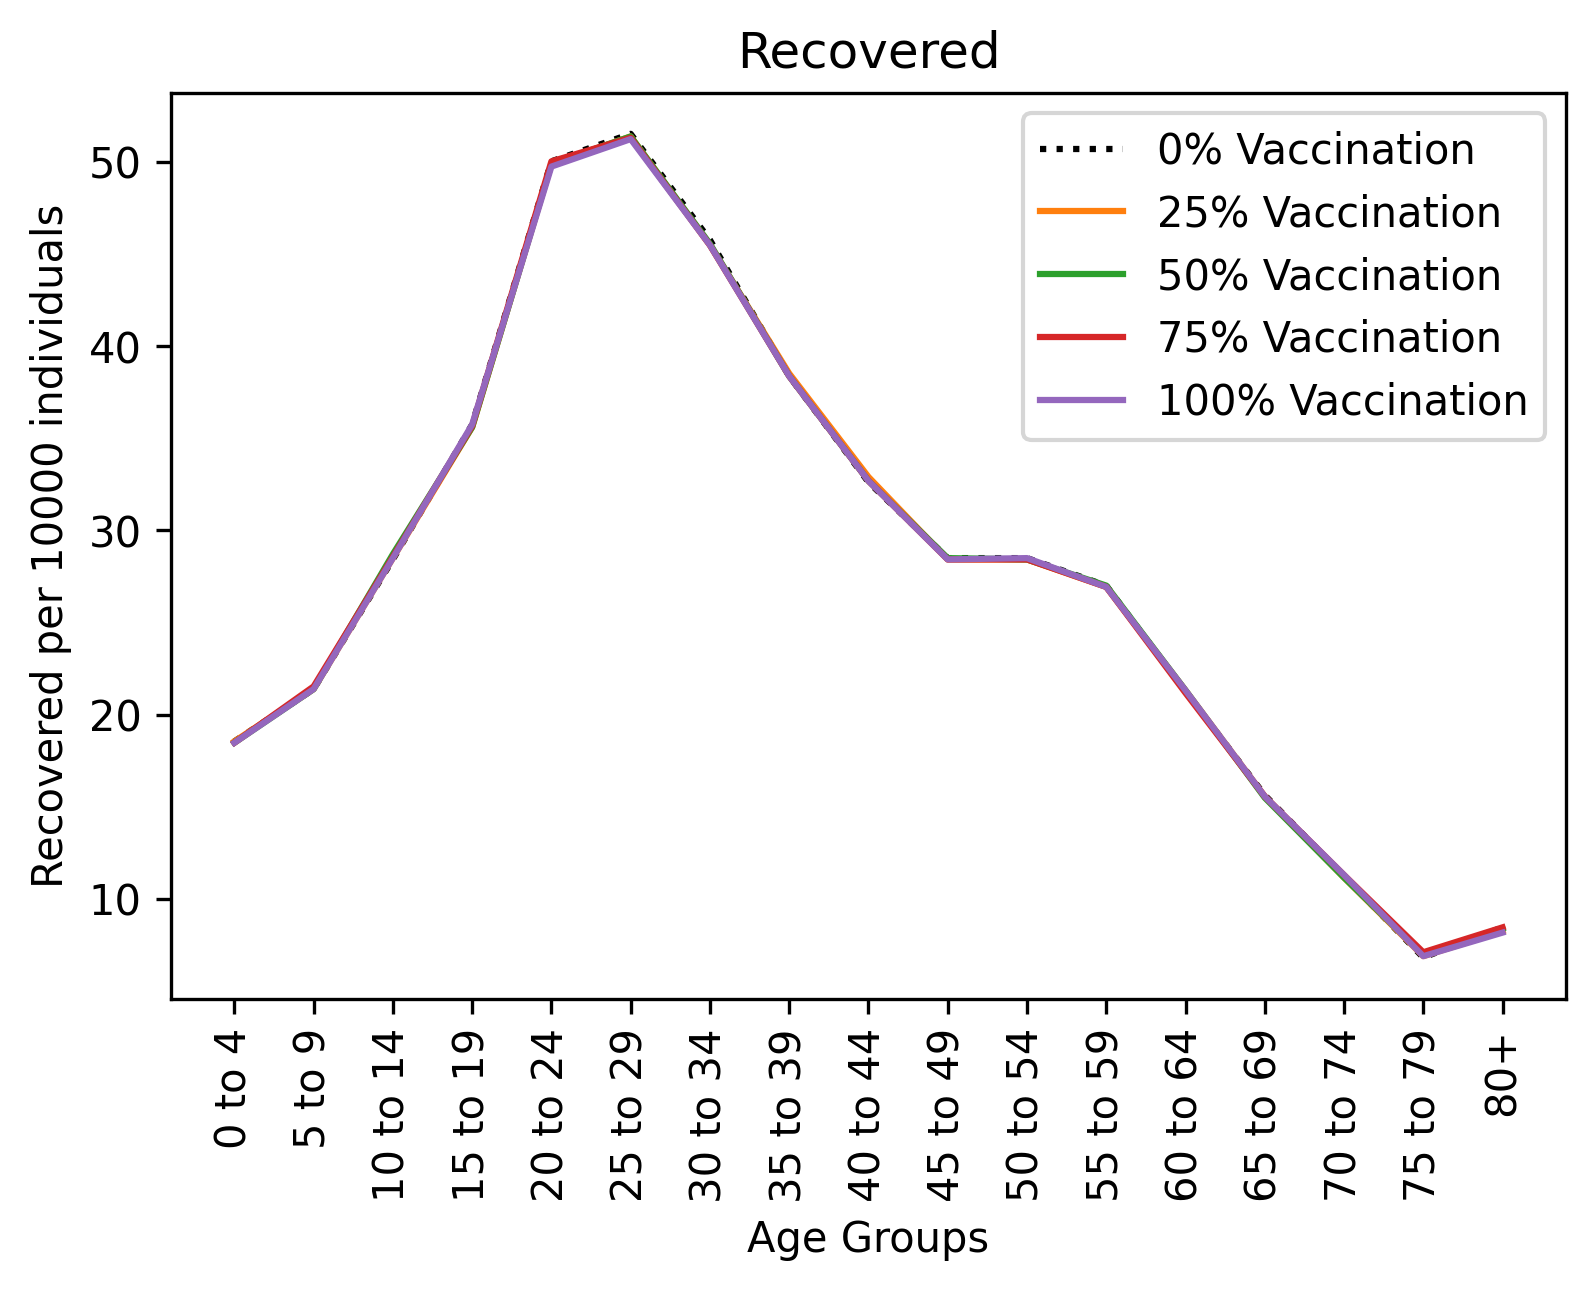 Recovered
0% Vaccination
25% Vaccination
50% Vaccination
75% Vaccination
100% Vaccination
Recovered per 10000 individuals
50
40
30
20
10
0 to 4
5 to 9
10 to 14
15 to 19
20 to 24
25 to 29
30 to 34
35 to 39
40 to 44
45 to 49
50 to 54
55 to 59
60 to 64
65 to 69
70 to 74
75 to 79
80+
Age Groups